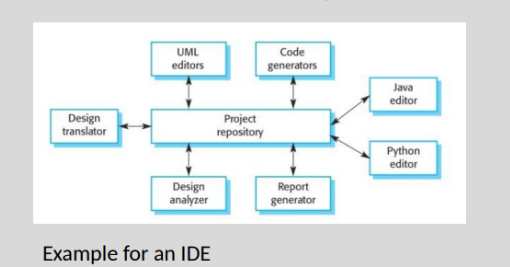 UML
editors
Code
generators
Java
editor
Design
translator
Project
repository
Python
editor
Design
analyzer
Report
generator
Example for an IDE